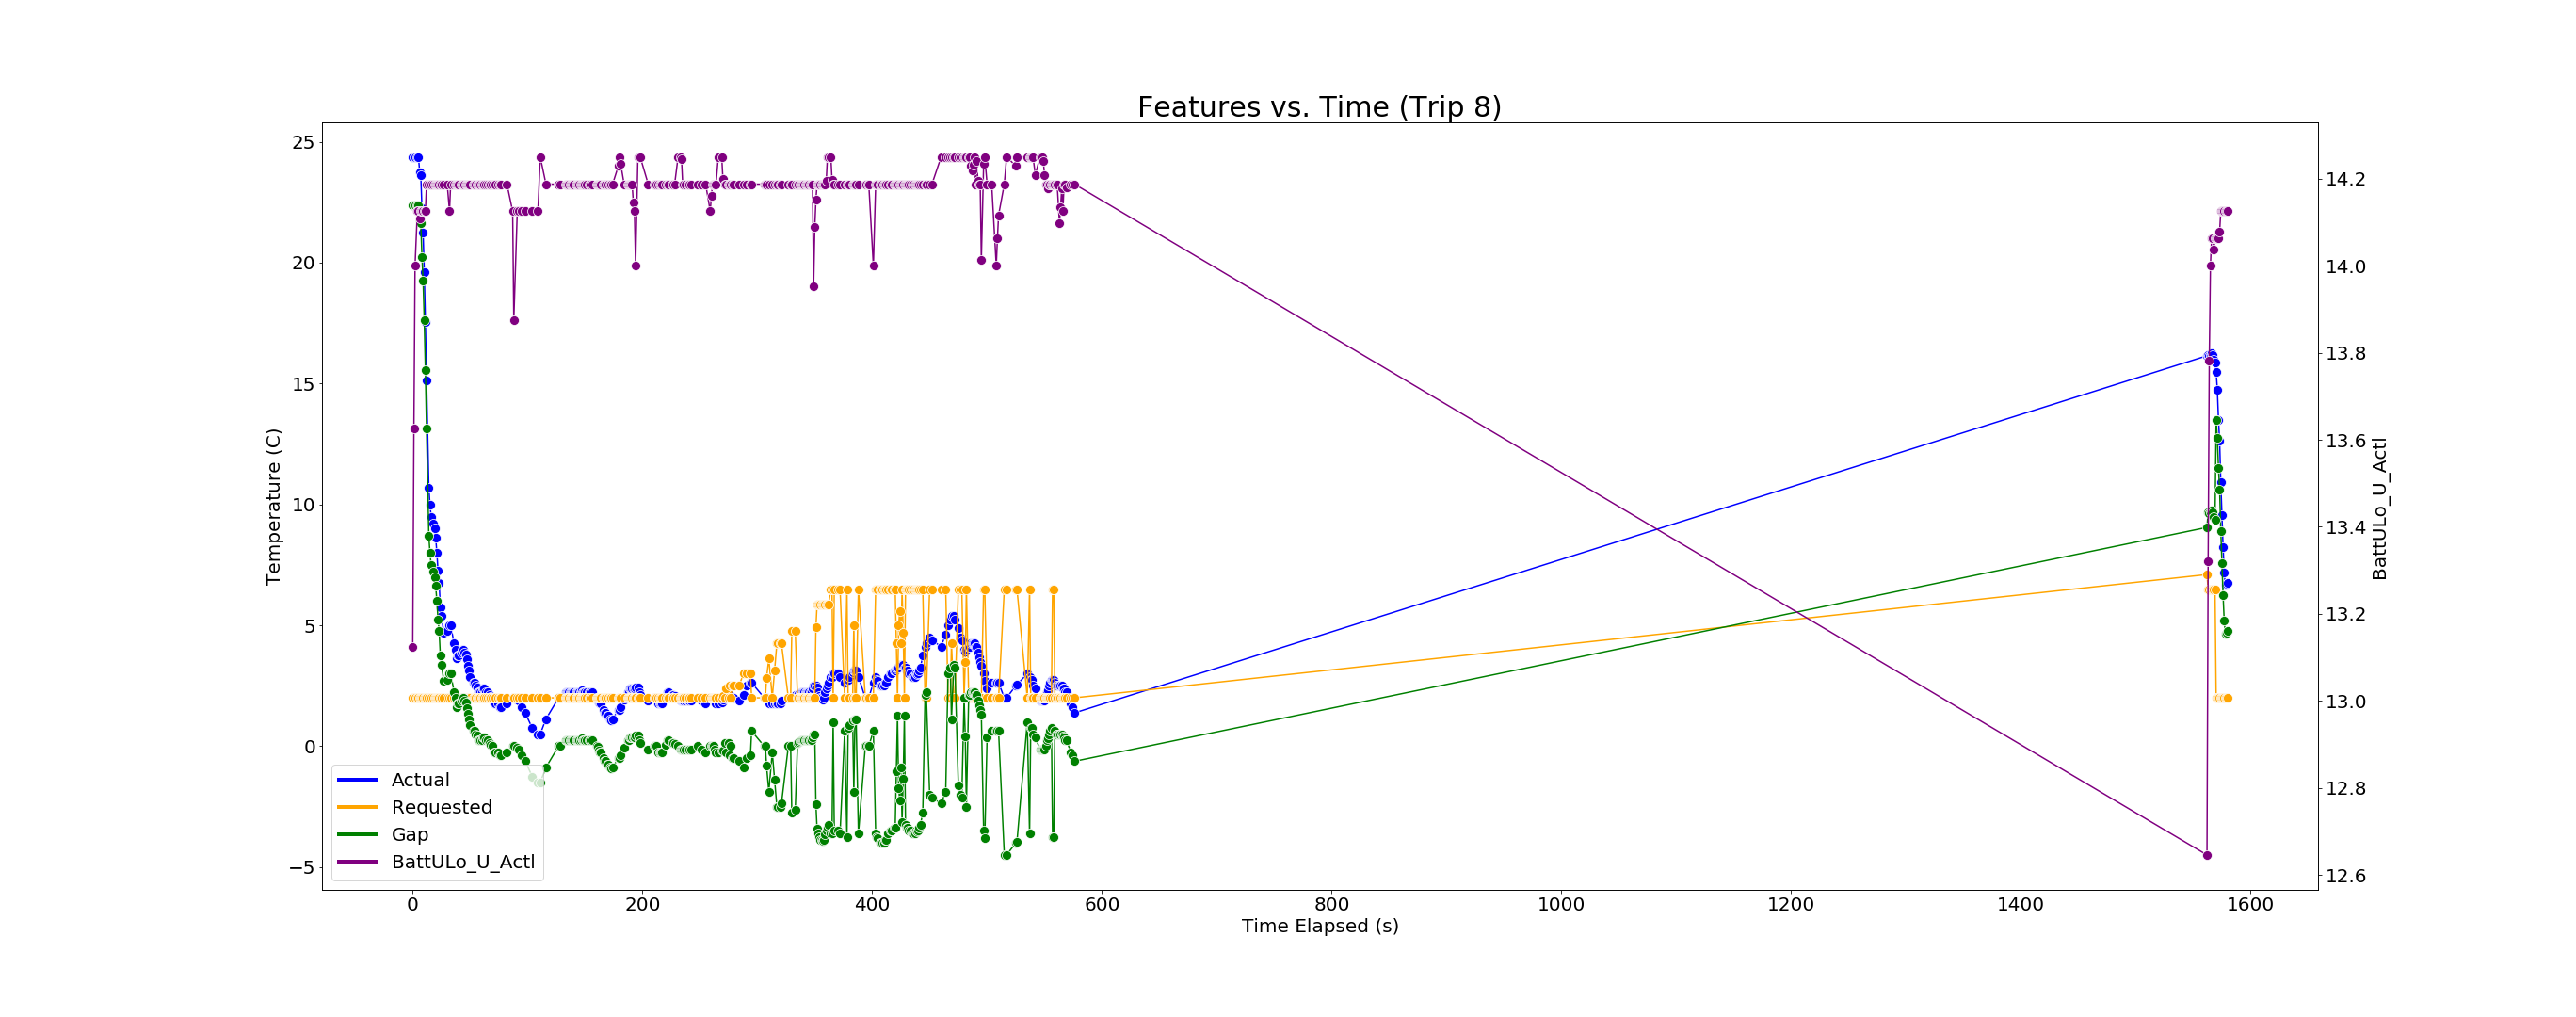 Features vs. Time (Trip 8)
25
20
15
10
5
0
−5
Temperature (C)
14.2
14.0
13.8
13.6
13.4
13.2
13.0
12.8
12.6
BattULo_U_Actl
Actual
Requested
Gap
BattULo_U_Actl
0 200 400 600 800 1000 1200 1400 1600
Time Elapsed (s)